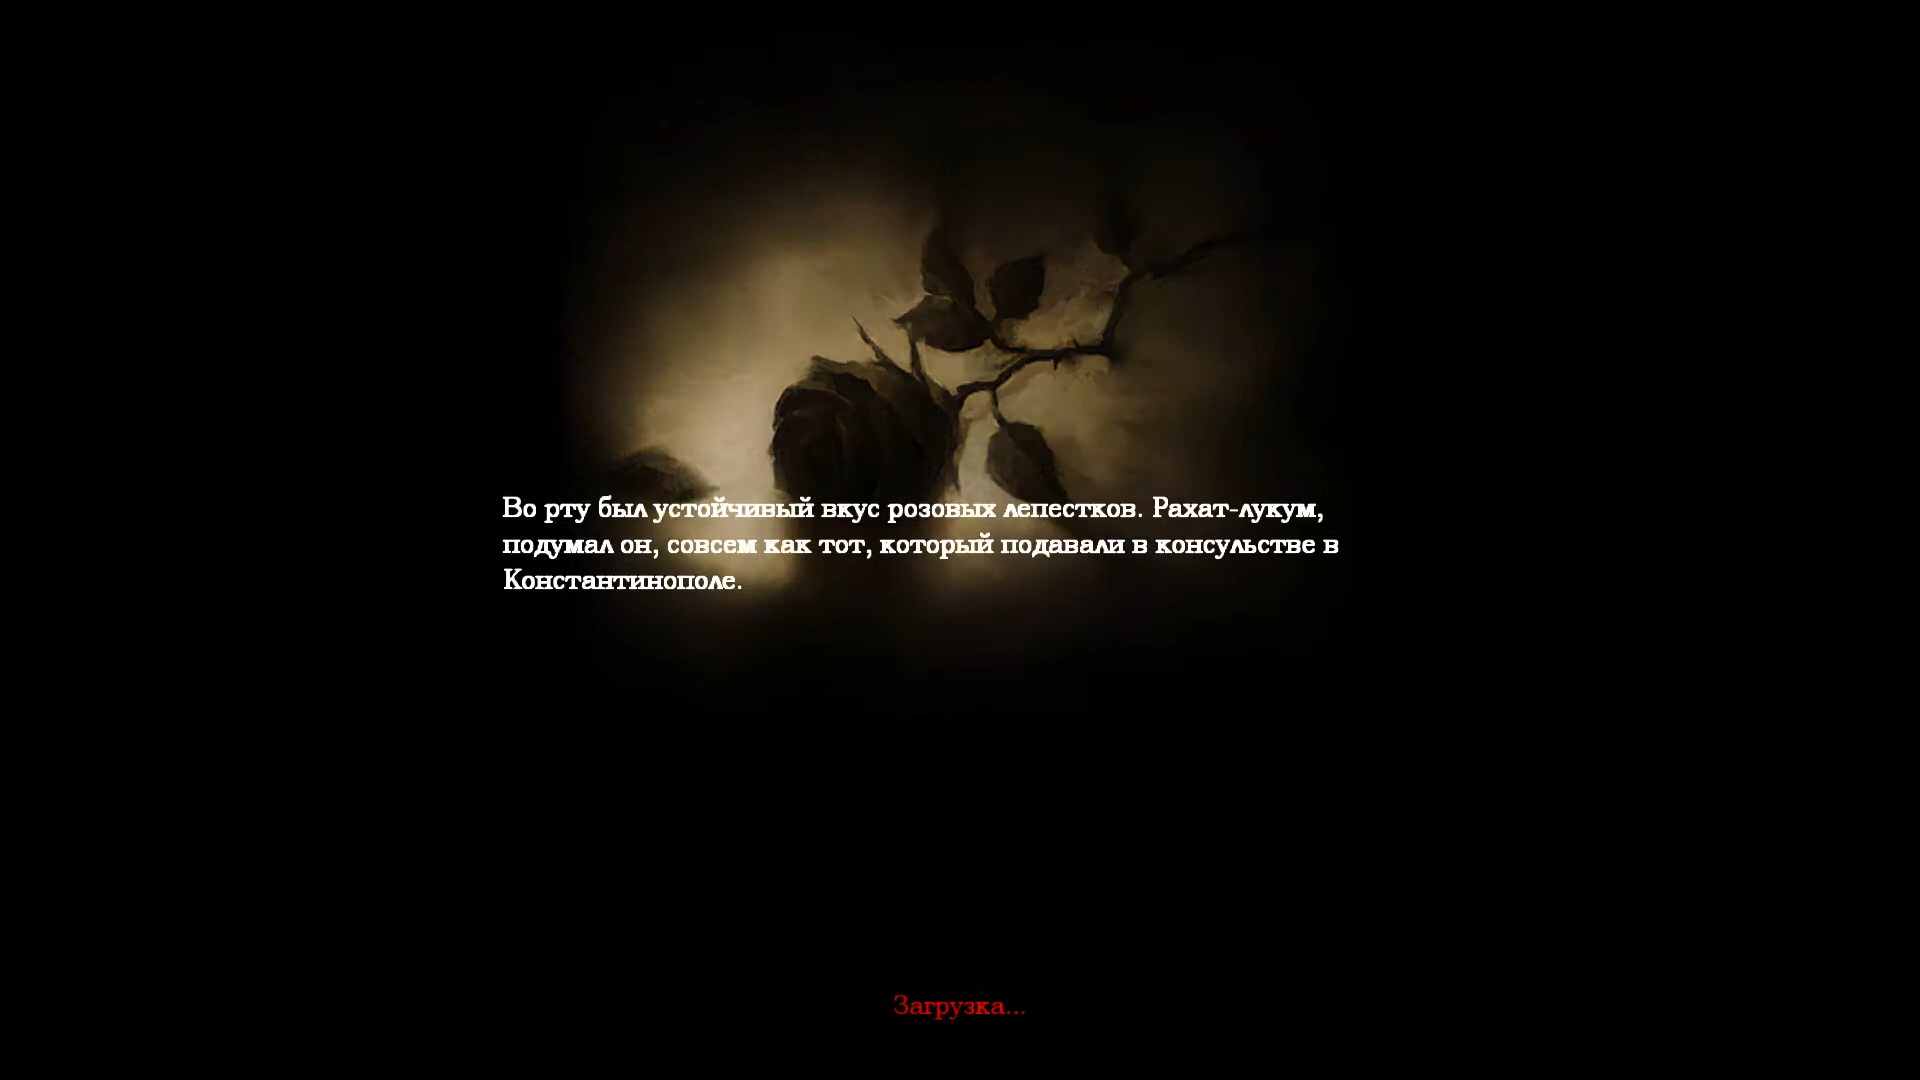 Во рту был устойчивый вкус розовых лепестков. Рахат-лукум,
подумал он, совсем как тот, который подавали в консульстве в
Константинополе.
Загрузка...